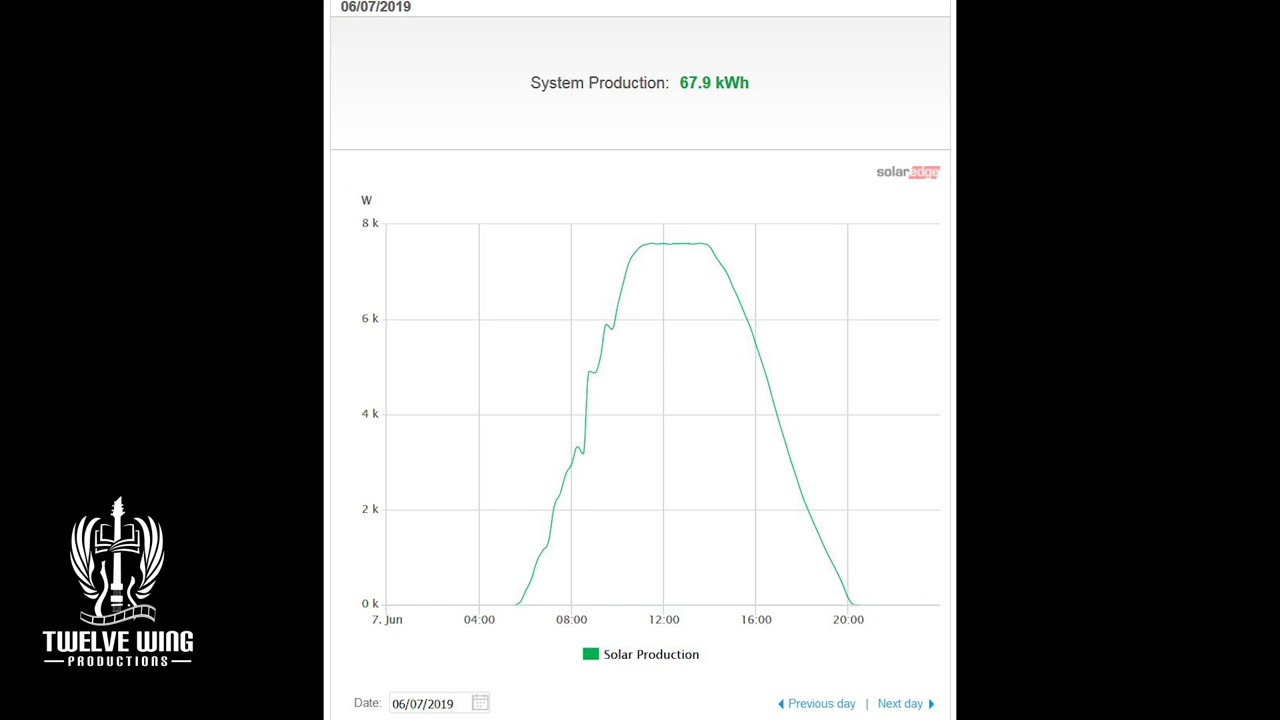 06/07/2019
System Production: 67.9 kWh
solaredge
W
8 k
6 k
4 k
2 k
0 k
7. Jun 04:00 08:00 12:00 16:00 20:00
Solar Production
Date: 06/07/2019 Previous day | Next day
TWELVE WING
PRODUCTIONS